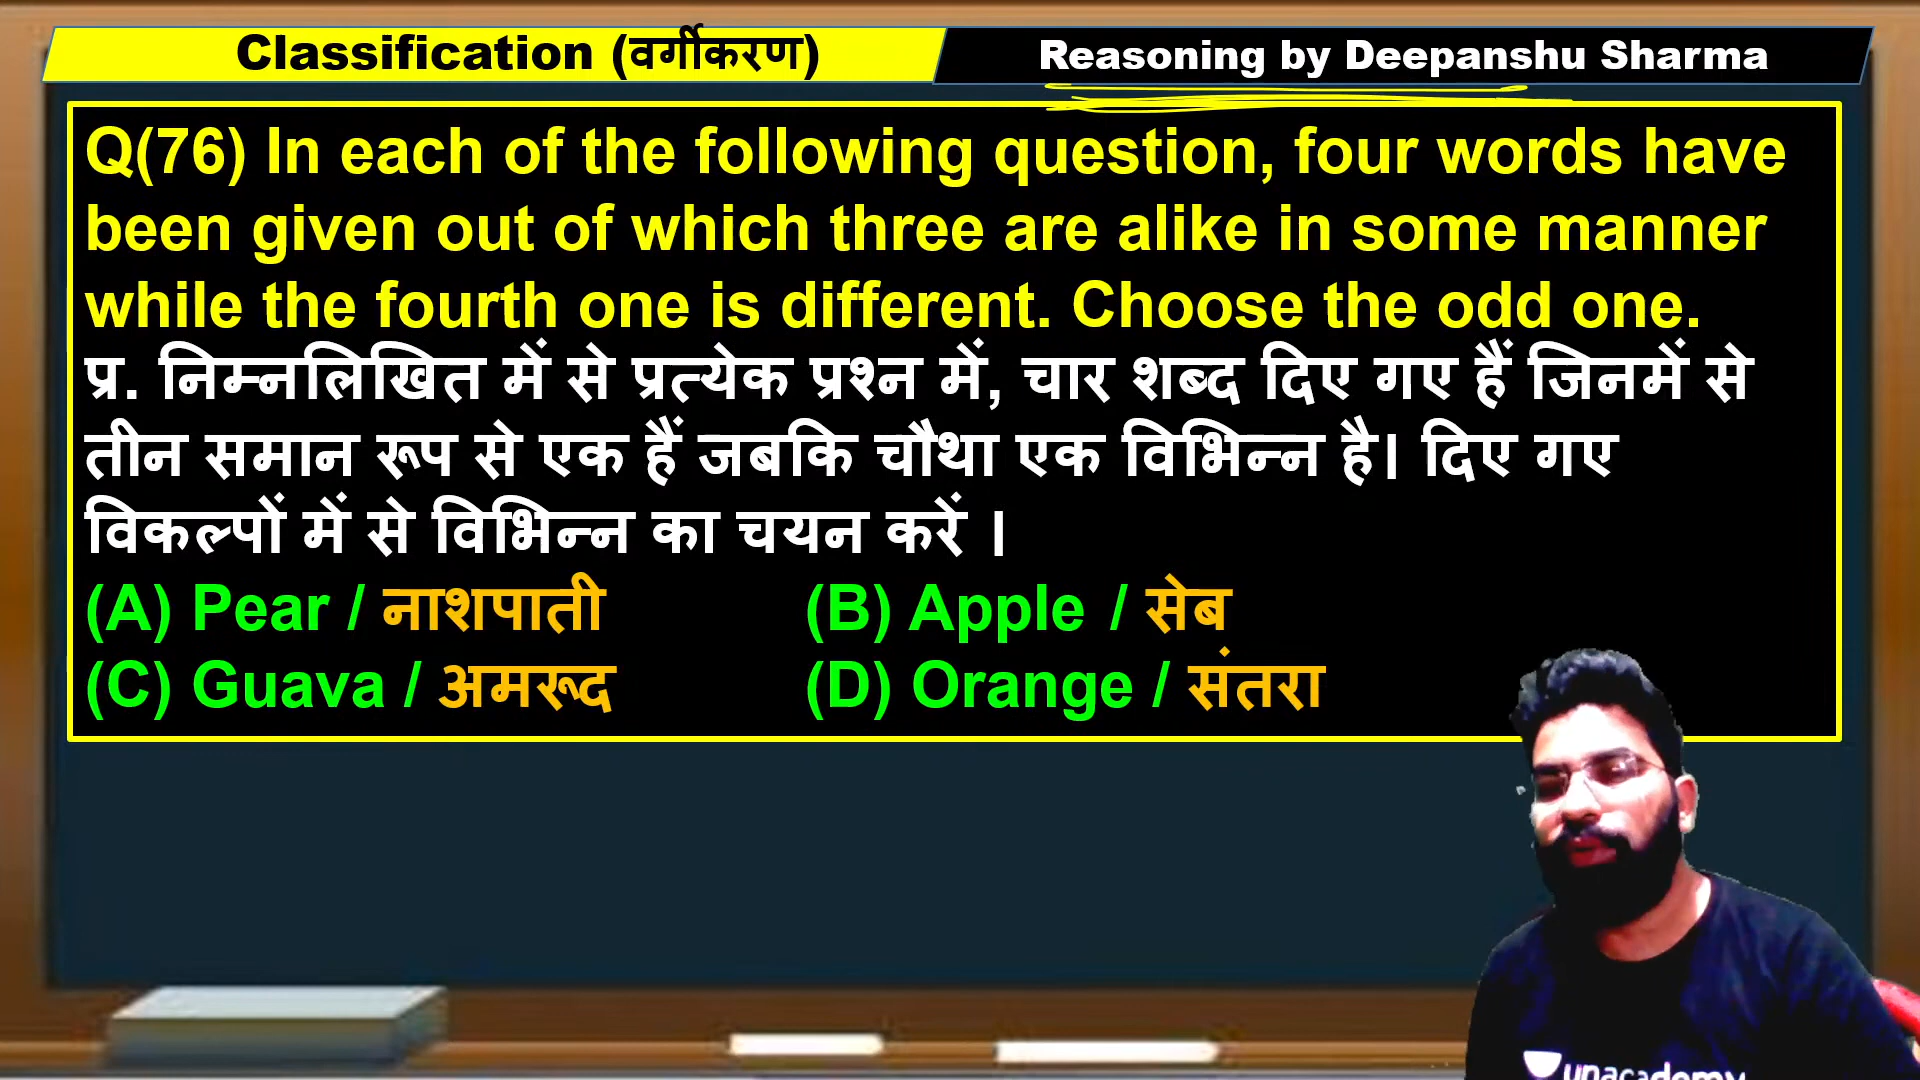 Classification (वर्गीकरण)
Reasoning by Deepanshu Sharma
Q(76) In each of the following question, four words have
been given out of which three are alike in some manner
while the fourth one is different. Choose the odd one.
प्र. निम्नलिखित में से प्रत्येक प्रश्न में, चार शब्द दिए गए हैं जिनमें से
तीन समान रूप से एक हैं जबकि चौथा एक विभिन्न है। दिए गए
विकल्पों में से विभिन्न का चयन करें ।
(A) Pear / नाशपाती (B) Apple / सेब
(C) Guava / अमरूद (D) Orange / संतरा
unacademy